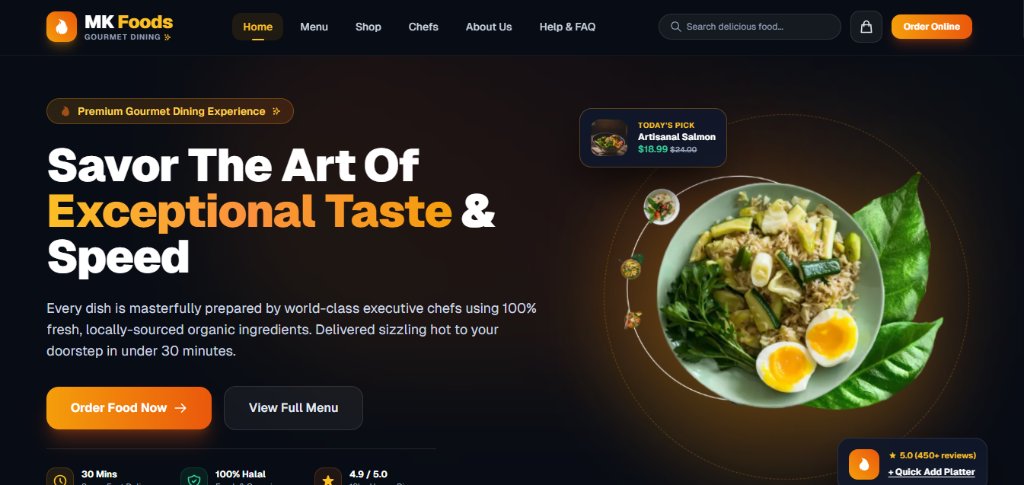 MK Foods
GOURMET DINING
Home
Menu
Shop
Chefs
About Us
Help & FAQ
Search delicious food...
Order Online
Premium Gourmet Dining Experience
Savor The Art Of
Exceptional Taste &
Speed
Every dish is masterfully prepared by world-class executive chefs using 100%
fresh, locally-sourced organic ingredients. Delivered sizzling hot to your
doorstep in under 30 minutes.
Order Food Now →
View Full Menu
TODAY'S PICK
Artisanal Salmon
$18.99 $24.00
30 Mins
100% Halal
4.9 / 5.0
★ 5.0 (450+ reviews)
+ Quick Add Platter